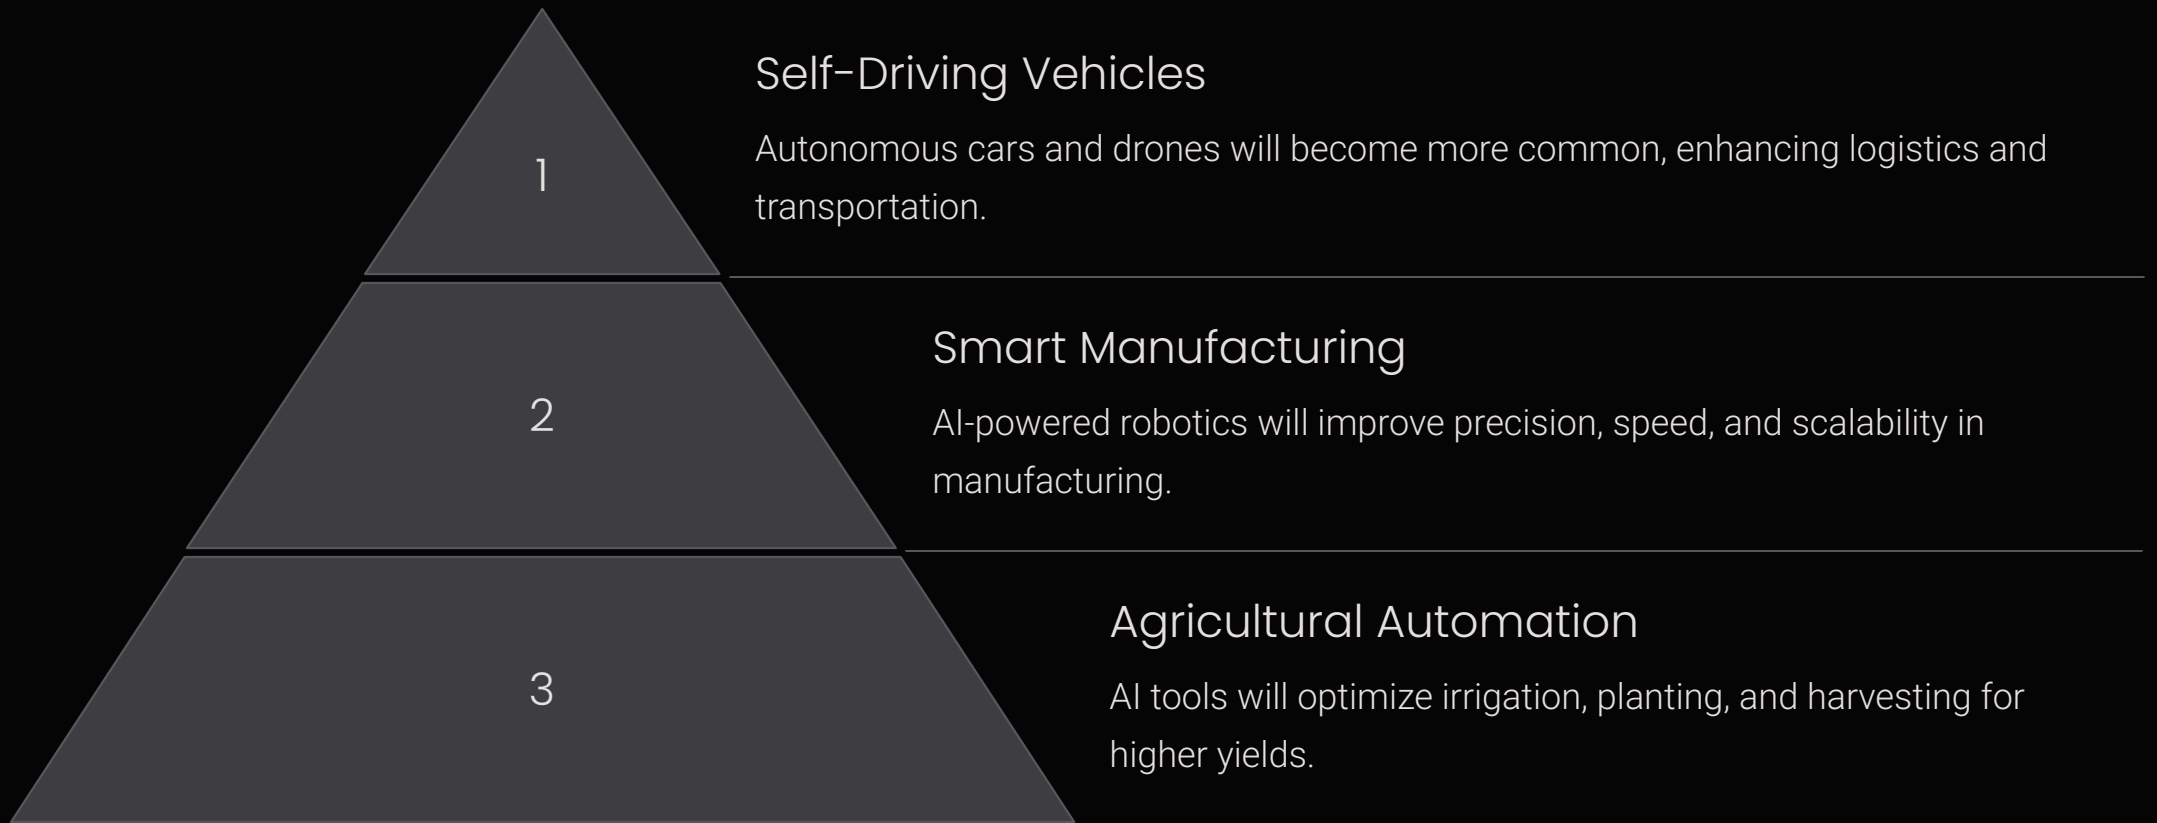 1
Self-Driving Vehicles
Autonomous cars and drones will become more common, enhancing logistics and
transportation.
2
Smart Manufacturing
AI-powered robotics will improve precision, speed, and scalability in
manufacturing.
3
Agricultural Automation
AI tools will optimize irrigation, planting, and harvesting for
higher yields.